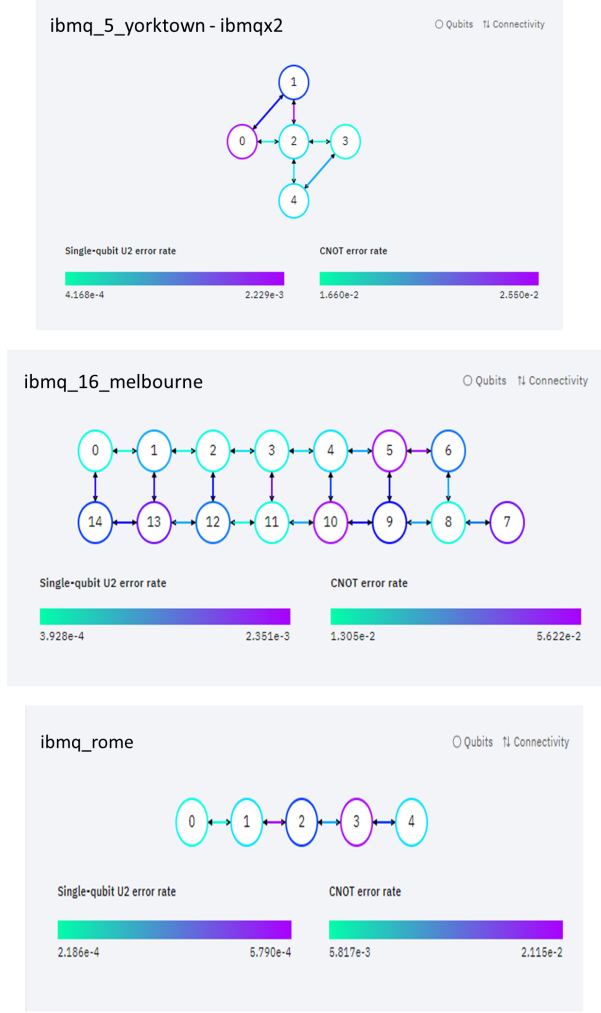 ibmq_5_yorktown - ibmqx2
Qubits ↑↓ Connectivity
1
0 2 3
4
Single-qubit U2 error rate CNOT error rate
4.168e-4 2.229e-3 1.660e-2 2.550e-2
ibmq_16_melbourne
Qubits ↑↓ Connectivity
0 1 2 3 4 5 6
14 13 12 11 10 9 8 7
Single-qubit U2 error rate CNOT error rate
3.928e-4 2.351e-3 1.305e-2 5.622e-2
ibmq_rome
Qubits ↑↓ Connectivity
0 1 2 3 4
Single-qubit U2 error rate CNOT error rate
2.186e-4 5.790e-4 5.817e-3 2.115e-2